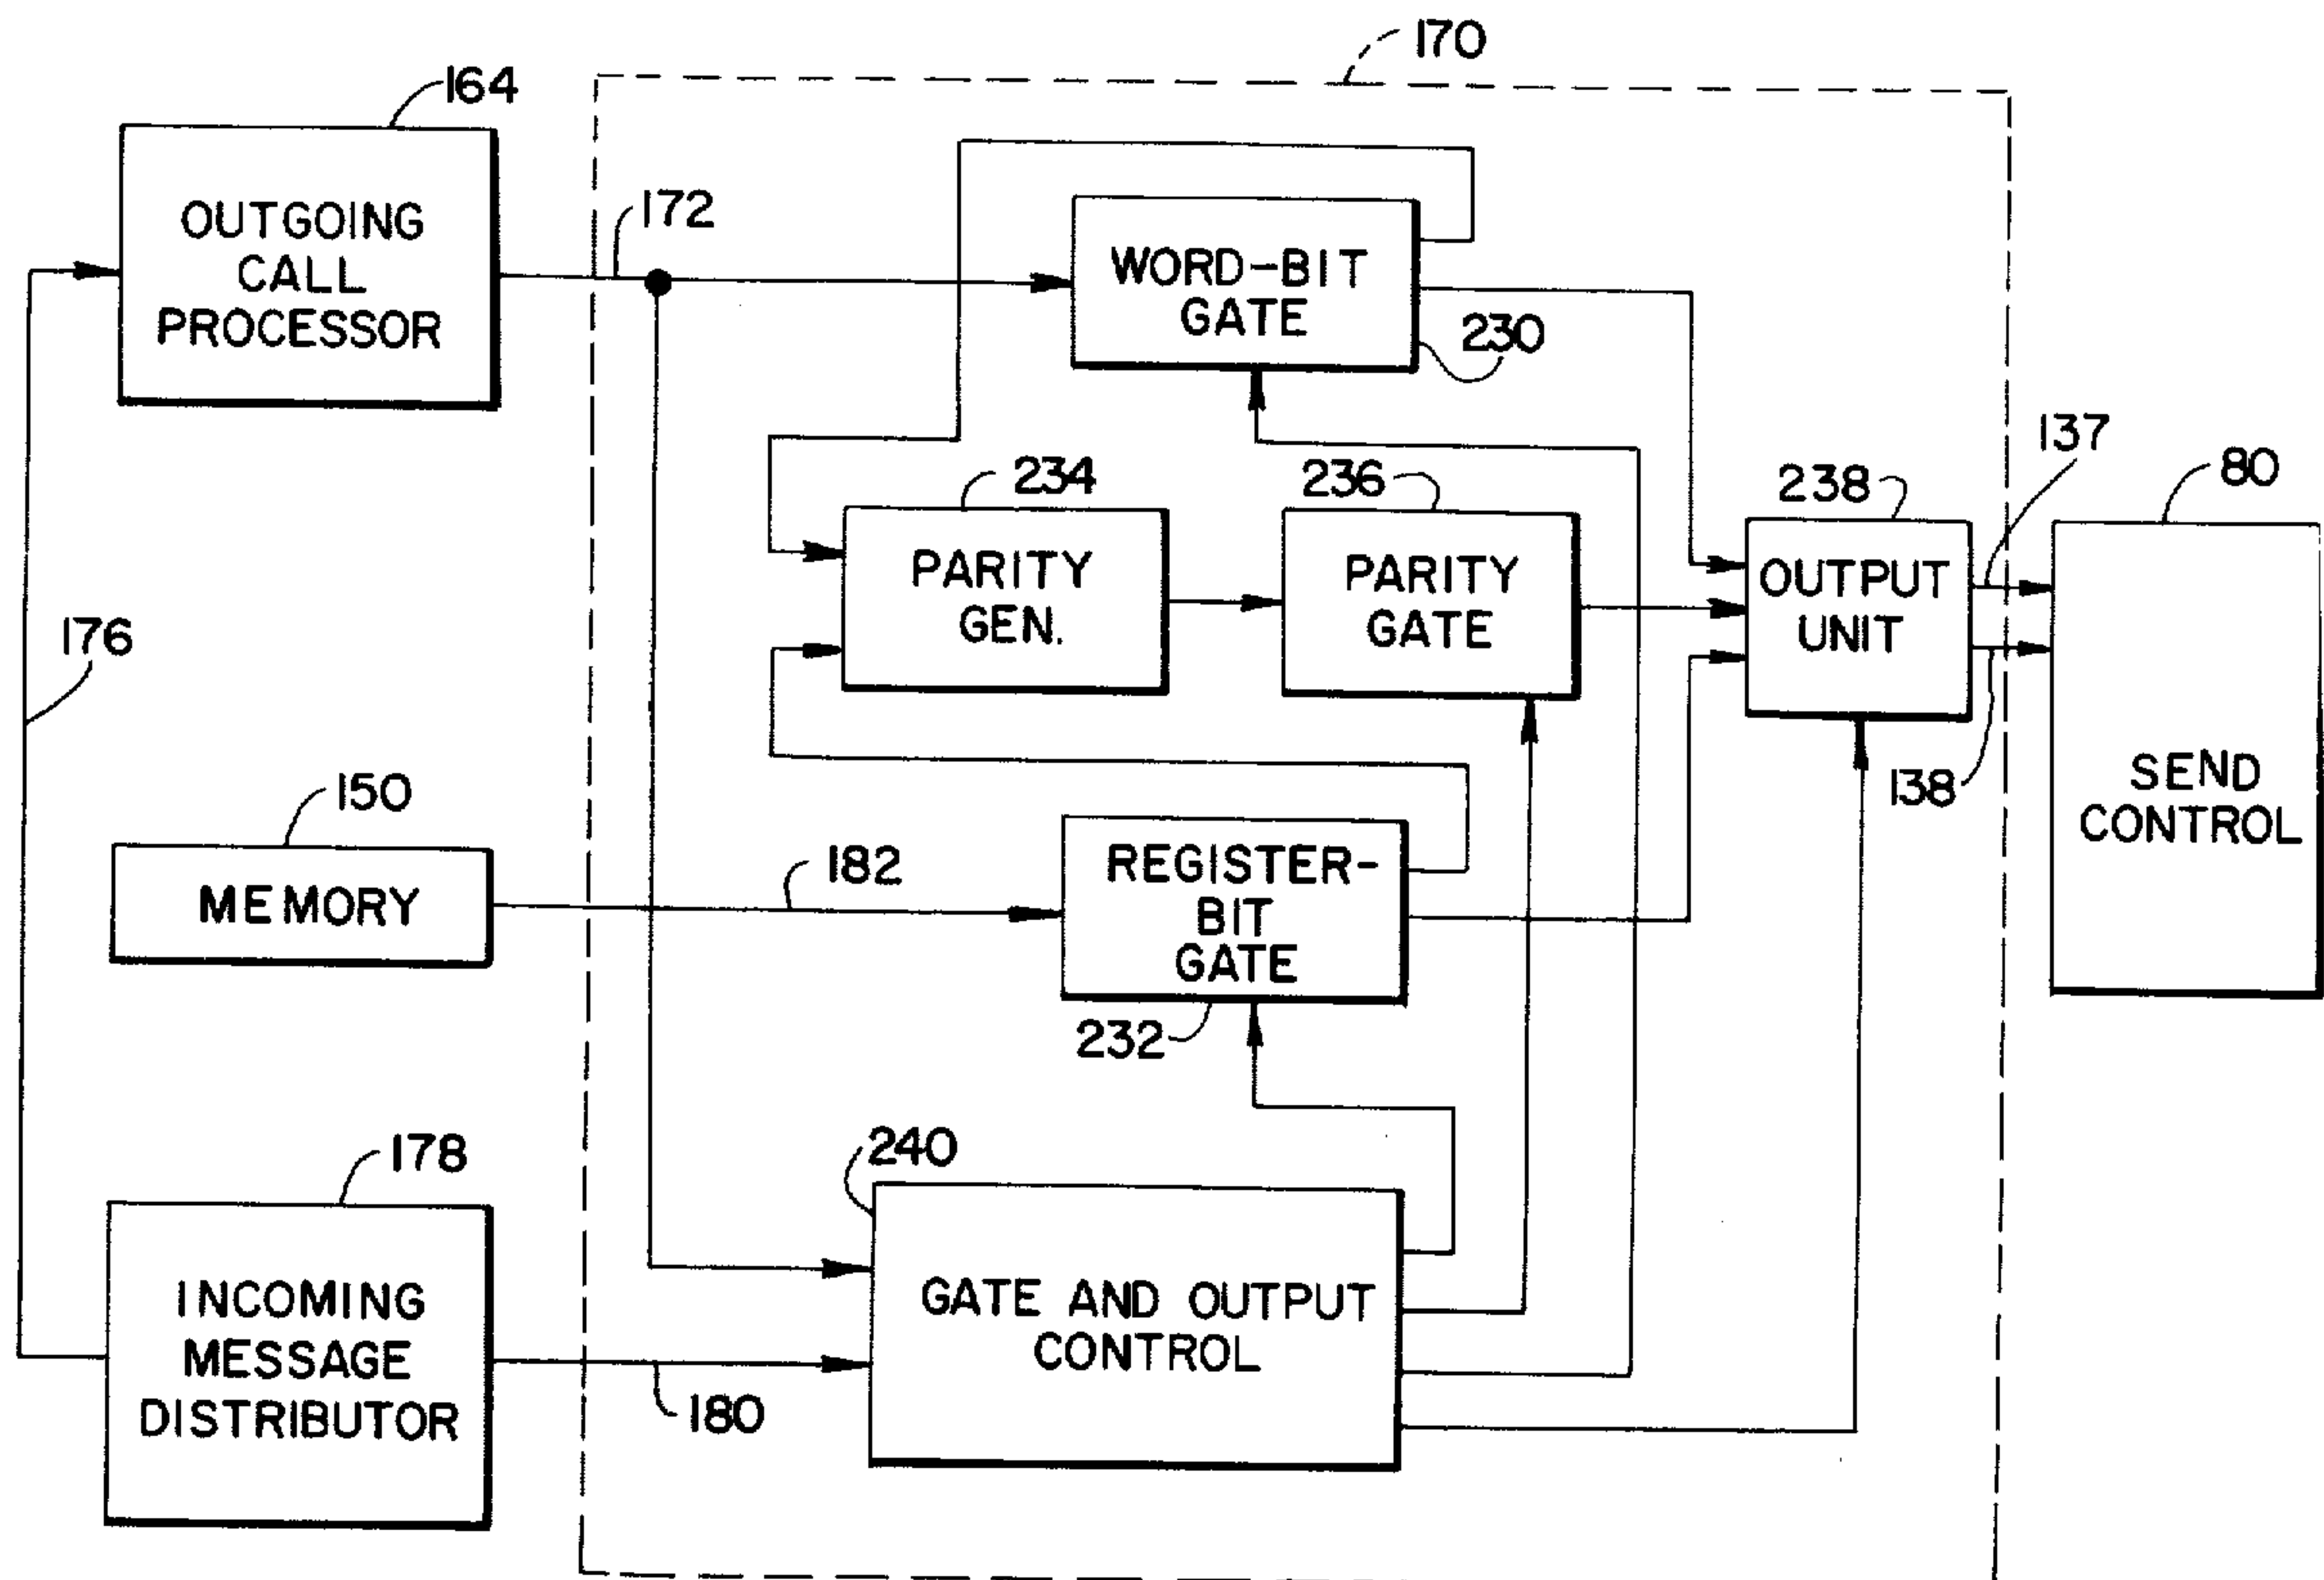 170
164
OUTGOING
CALL
PROCESSOR
172
WORD-BIT
GATE
230
176
234
PARITY
GEN.
236
PARITY
GATE
238
OUTPUT
UNIT
137
138
80
SEND
CONTROL
150
MEMORY
182
REGISTER-
BIT
GATE
232
178
INCOMING
MESSAGE
DISTRIBUTOR
180
240
GATE AND OUTPUT
CONTROL